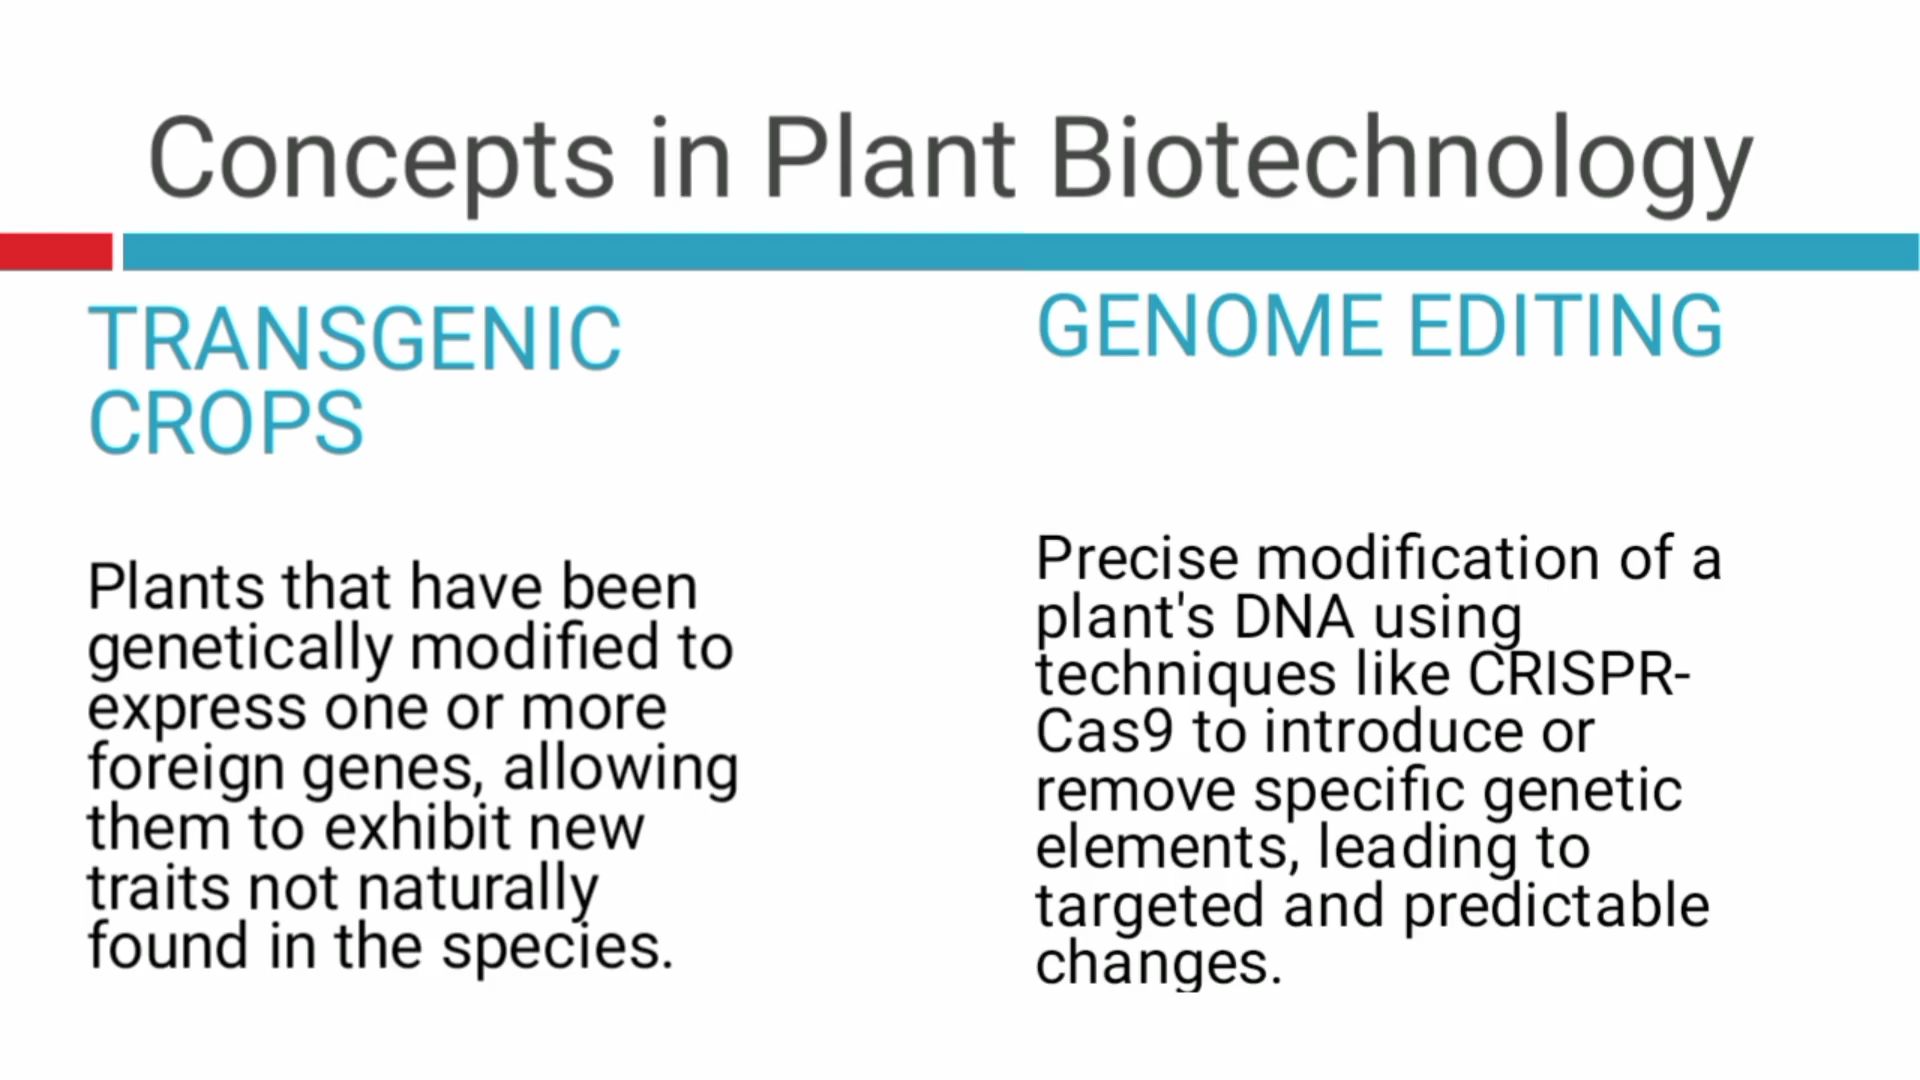 Concepts in Plant Biotechnology
TRANSGENIC
CROPS
Plants that have been
genetically modified to
express one or more
foreign genes, allowing
them to exhibit new
traits not naturally
found in the species.
GENOME EDITING
Precise modification of a
plant's DNA using
techniques like CRISPR-
Cas9 to introduce or
remove specific genetic
elements, leading to
targeted and predictable
changes.